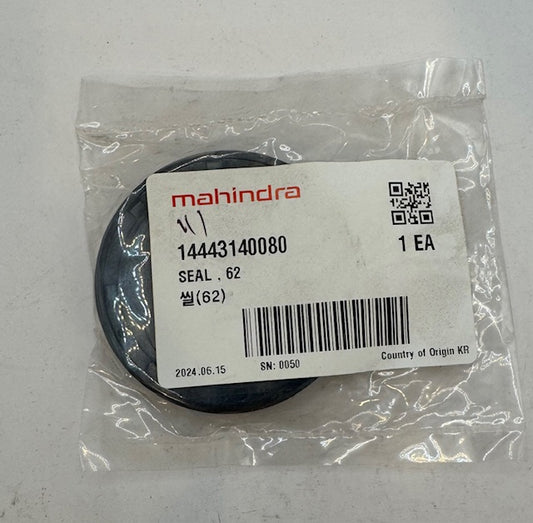 mahindra
14443140080
1 EA
SEAL , 62
씰(62)
2024.06.15
SN: 0050
Country of Origin KR